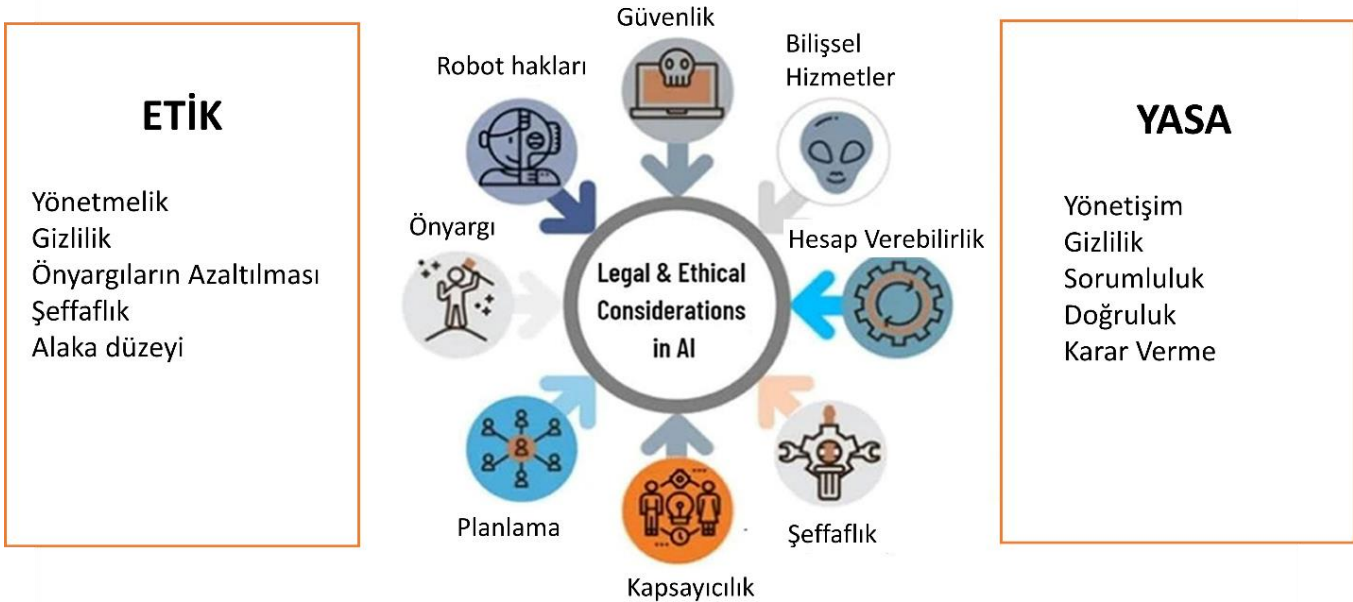 ETİK
Yönetmelik
Gizlilik
Önyargıların Azaltılması
Şeffaflık
Alaka düzeyi
Güvenlik
Robot hakları
Bilişsel
Hizmetler
Önyargı
Hesap Verebilirlik
Legal & Ethical
Considerations
in AI
Planlama
Şeffaflık
Kapsayıcılık
YASA
Yönetişim
Gizlilik
Sorumluluk
Doğruluk
Karar Verme